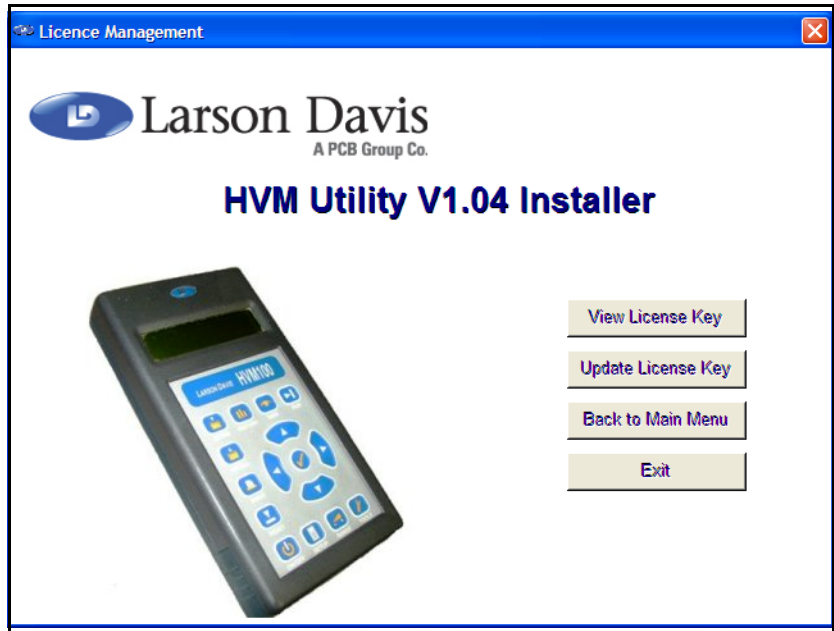 Licence Management
Larson Davis
A PCB Group Co.
HVM Utility V1.04 Installer
LARSON DAVIS HVM100
View License Key
Update License Key
Back to Main Menu
Exit